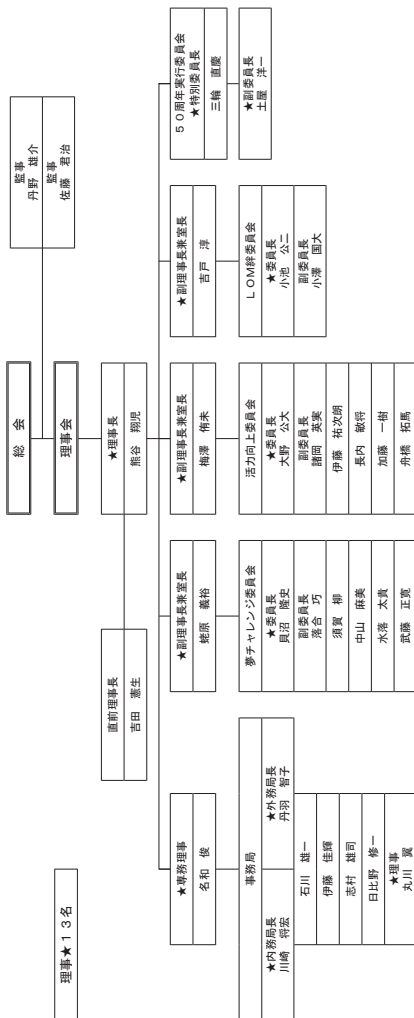 理事★１３名
総　会
理事会
監事
丹野　雄介
監事
佐藤　君治
★理事長
熊谷　翔児
直前理事長
吉田　憲生
★専務理事
名和　俊
事務局
★内務局長
川崎　将宏
★外務局長
丹羽　智子
石川　雄一
伊藤　佳輝
志村　雄司
日比野　修一
★理事
丸川　翼
★副理事長兼室長
蛯原　義裕
夢チャレンジ委員会
★委員長
貝沼　隆史
副委員長
落合　巧
須賀　柳
中山　麻美
水落　太貴
武藤　正寛
★副理事長兼室長
梅澤　侑未
活力向上委員会
★委員長
大野　公大
副委員長
諸岡　英実
伊藤　祐次朗
長内　敏将
加藤　一樹
舟橋　拓馬
★副理事長兼室長
吉戸　淳
ＬＯＭ絆委員会
★委員長
小池　公二
副委員長
小澤　国大
５０周年実行委員会
★特別委員長
三輪　直慶
★副委員長
土屋　洋一